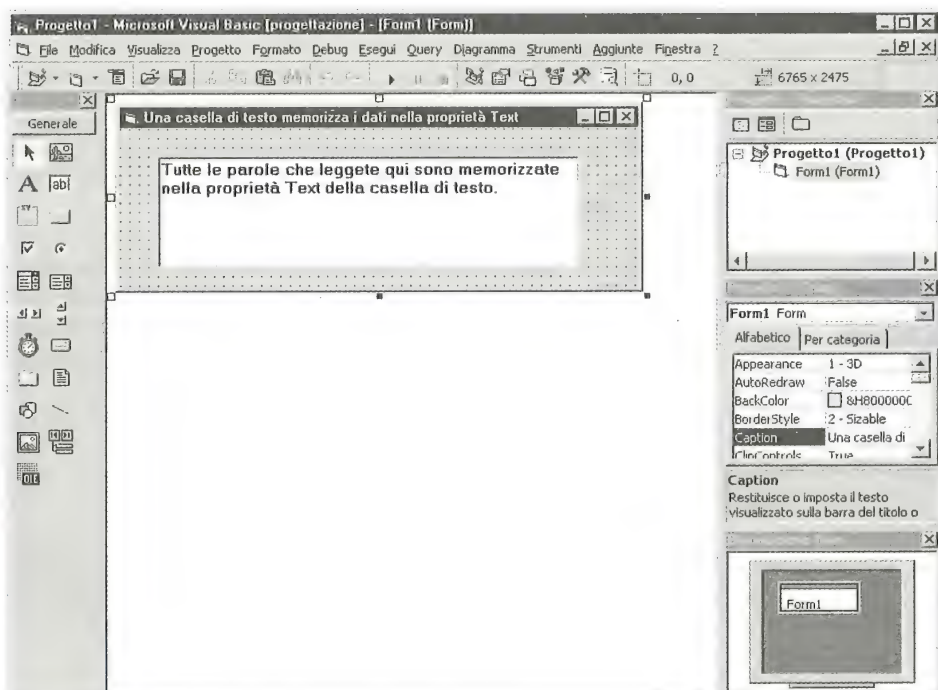 Progetto1 - Microsoft Visual Basic [progettazione] - [Form1 (Form)]
File Modifica Visualizza Progetto Formato Debug Esegui Query Diagramma Strumenti Aggiunte Finestra ?
0, 0 6765 x 2475
Generale
A ab
Una casella di testo memorizza i dati nella proprietà Text
Tutte le parole che leggete qui sono memorizzate
nella proprietà Text della casella di testo.
OLE
Progetto1 (Progetto1)
Form1 (Form1)
Form1 Form
Alfabetico Per categoria
Appearance 1 - 3D
AutoRedraw False
BackColor &H800000C
BorderStyle 2 - Sizable
Caption Una casella di
ClipControls True
Caption
Restituisce o imposta il testo
visualizzato sulla barra del titolo o
Form1